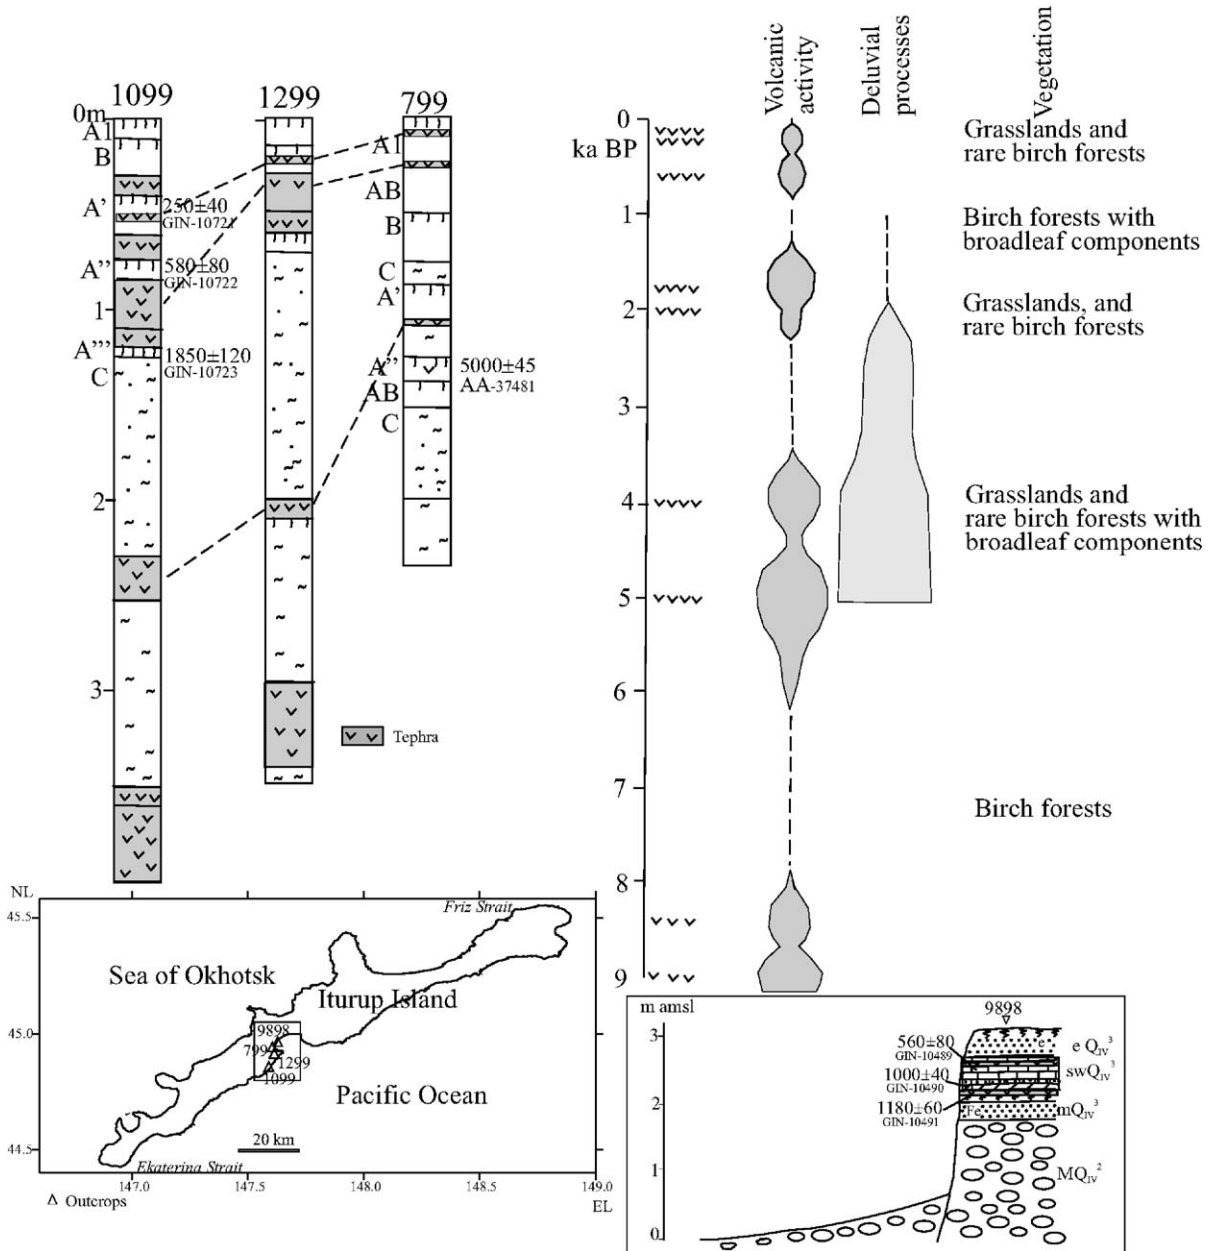 1099
1299
799
0m
A1
B
A'
250±40
GIN-10721
A''
580±80
GIN-10722
1
A'''
1850±120
GIN-10723
C
2
3
A1
AB
B
C
A'
A''
5000±45
AA-37481
AB
C
Tephra
Volcanic
activity
Deluvial
processes
Vegetation
0
ka BP
1
2
3
4
5
6
7
8
9
Grasslands and
rare birch forests
Birch forests with
broadleaf components
Grasslands, and
rare birch forests
Grasslands and
rare birch forests with
broadleaf components
Birch forests
NL
45.5
45.0
44.5
Friz Strait
Sea of Okhotsk
Iturup Island
9898
799
1299
1099
Pacific Ocean
20 km
Ekaterina Strait
147.0
147.5
148.0
148.5
149.0
EL
Δ Outcrops
m amsl
9898
3
2
1
0
560±80
GIN-10489
1000±40
GIN-10490
1180±60
GIN-10491
e
Fe
e QIV3
swQIV3
mQIV3
MQIV2